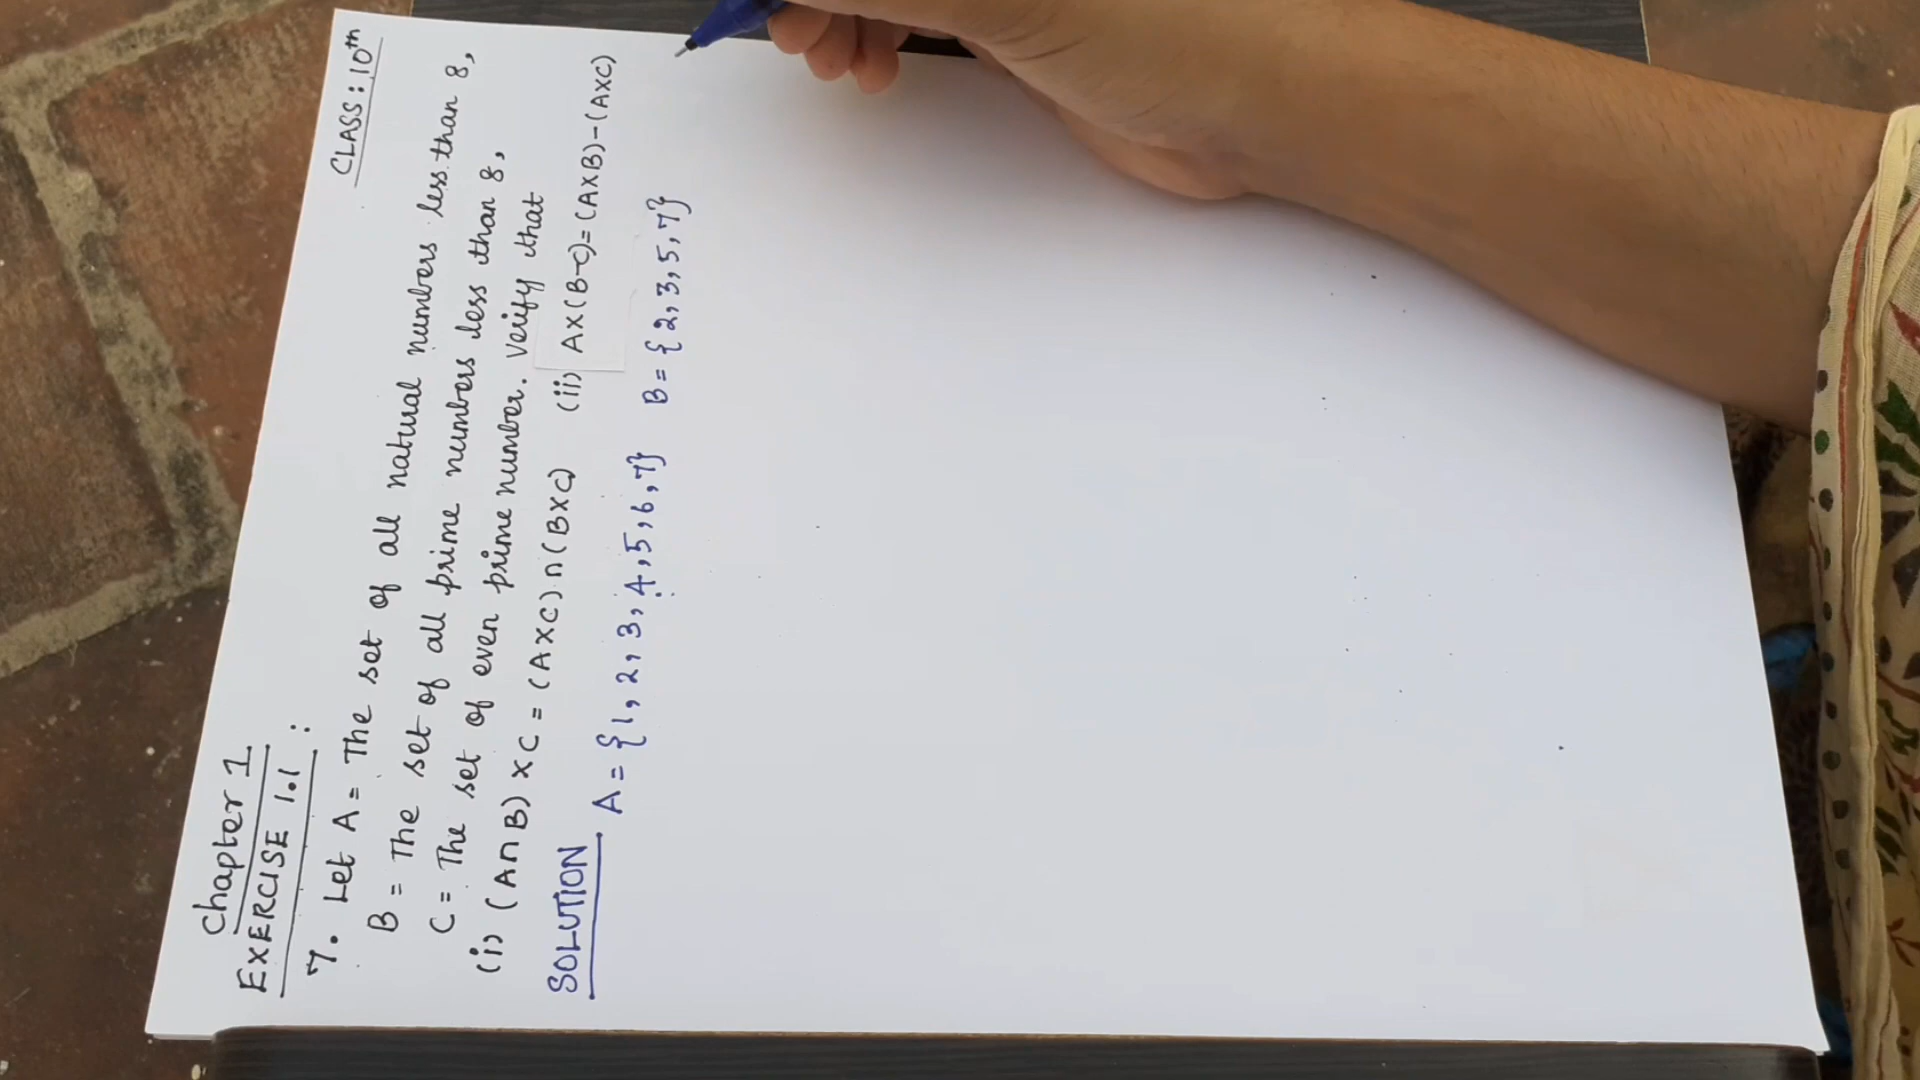 Chapter 1
CLASS: 10th
EXERCISE 1.1 :
7. Let A = The set of all natural numbers less than 8,
B = The set of all prime numbers less than 8,
C = The set of even prime number. Verify that
(i) (A∩B) × C = (A×C) ∩ (B×C) (ii) A×(B-C) = (A×B) - (A×C)
SOLUTION
A = {1, 2, 3, 4, 5, 6, 7} B = {2, 3, 5, 7}